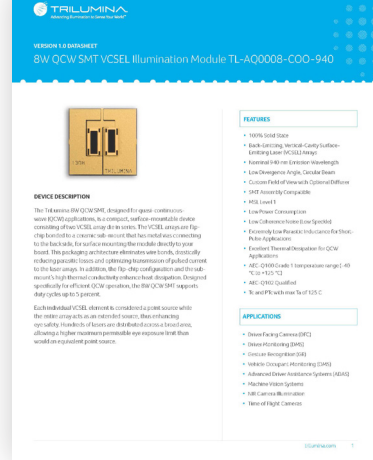 TRILUMINA
Advancing Illumination to Sense Your World™
VERSION 1.0 DATASHEET
8W QCW SMT VCSEL Illumination Module TL-AQ0008-COO-940
FEATURES
• 100% Solid State
• Back-Emitting, Vertical-Cavity Surface-
Emitting Laser (VCSEL) Arrays
• Nominal 940 nm Emission Wavelength
• Low Divergence Angle, Circular Beam
• Custom Field of View with Optional Diffuser
• SMT Assembly Compatible
• MSL Level 1
• Low Power Consumption
• Low Coherence Noise (Low Speckle)
• Extremely Low Parasitic Inductance for Short-
Pulse Applications
• Excellent Thermal Dissipation for QCW
Applications
• AEC-Q100 Grade 1 temperature range (-40
°C to +125 °C)
• AEC-Q102 Qualified
• Tc and PTc with max Ta of 125 C
TRILUMINA
DEVICE DESCRIPTION
The TriLumina 8W QCW SMT, designed for quasi-continuous-
wave (QCW) applications, is a compact, surface-mountable device
consisting of two VCSEL array die in series. The VCSEL arrays are flip-
chip bonded to a ceramic sub-mount that has metal vias connecting
to the backside, for surface mounting the module directly to your
board. This packaging architecture eliminates wire bonds, drastically
reducing parasitic losses and optimizing transmission of pulsed current
to the laser arrays. In addition, the flip-chip configuration and the sub-
mount's high thermal conductivity enhance heat dissipation. Designed
specifically for efficient QCW operation, the 8W QCW SMT supports
duty cycles up to 5 percent.
Each individual VCSEL element is considered a point source while
the entire array acts as an extended source, thus enhancing
eye safety. Hundreds of lasers are distributed across a broad area,
allowing a higher maximum permissible eye exposure limit than
would an equivalent point source.
APPLICATIONS
• Driver Facing Camera (DFC)
• Driver Monitoring (DMS)
• Gesture Recognition (GR)
• Vehicle Occupant Monitoring (OMS)
• Advanced Driver Assistance Systems (ADAS)
• Machine Vision Systems
• NIR Camera Illumination
• Time of Flight Cameras
trilumina.com 1